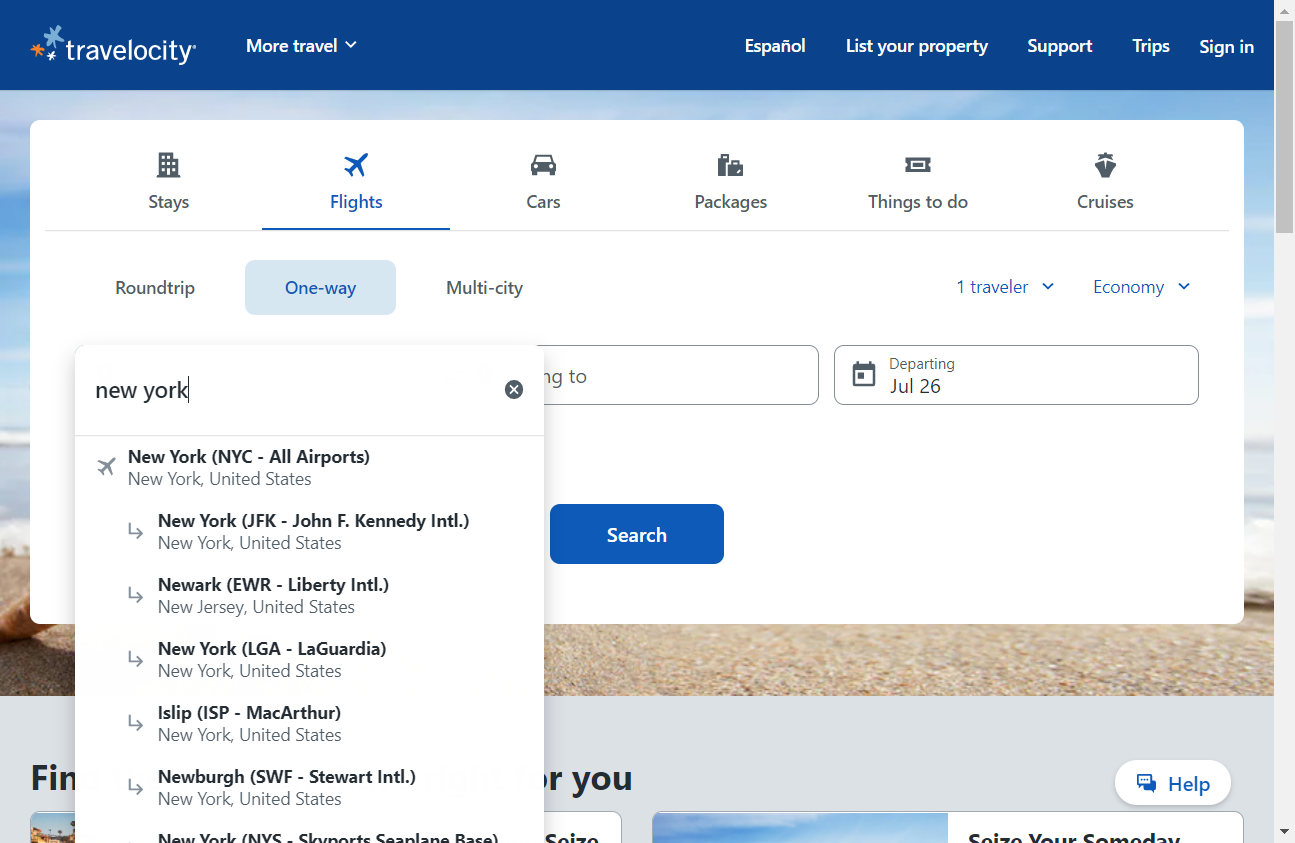 travelocity
More travel
Español
List your property
Support
Trips
Sign in
Stays
Flights
Cars
Packages
Things to do
Cruises
Roundtrip
One-way
Multi-city
1 traveler
Economy
new york
ng to
Departing
Jul 26
New York (NYC - All Airports)
New York, United States
New York (JFK - John F. Kennedy Intl.)
New York, United States
Newark (EWR - Liberty Intl.)
New Jersey, United States
New York (LGA - LaGuardia)
New York, United States
Islip (ISP - MacArthur)
New York, United States
Newburgh (SWF - Stewart Intl.)
New York, United States
New York (NYS - Skyports Seaplane Base)
Search
Fin
for you
Help
Seize
Seize Your Someday